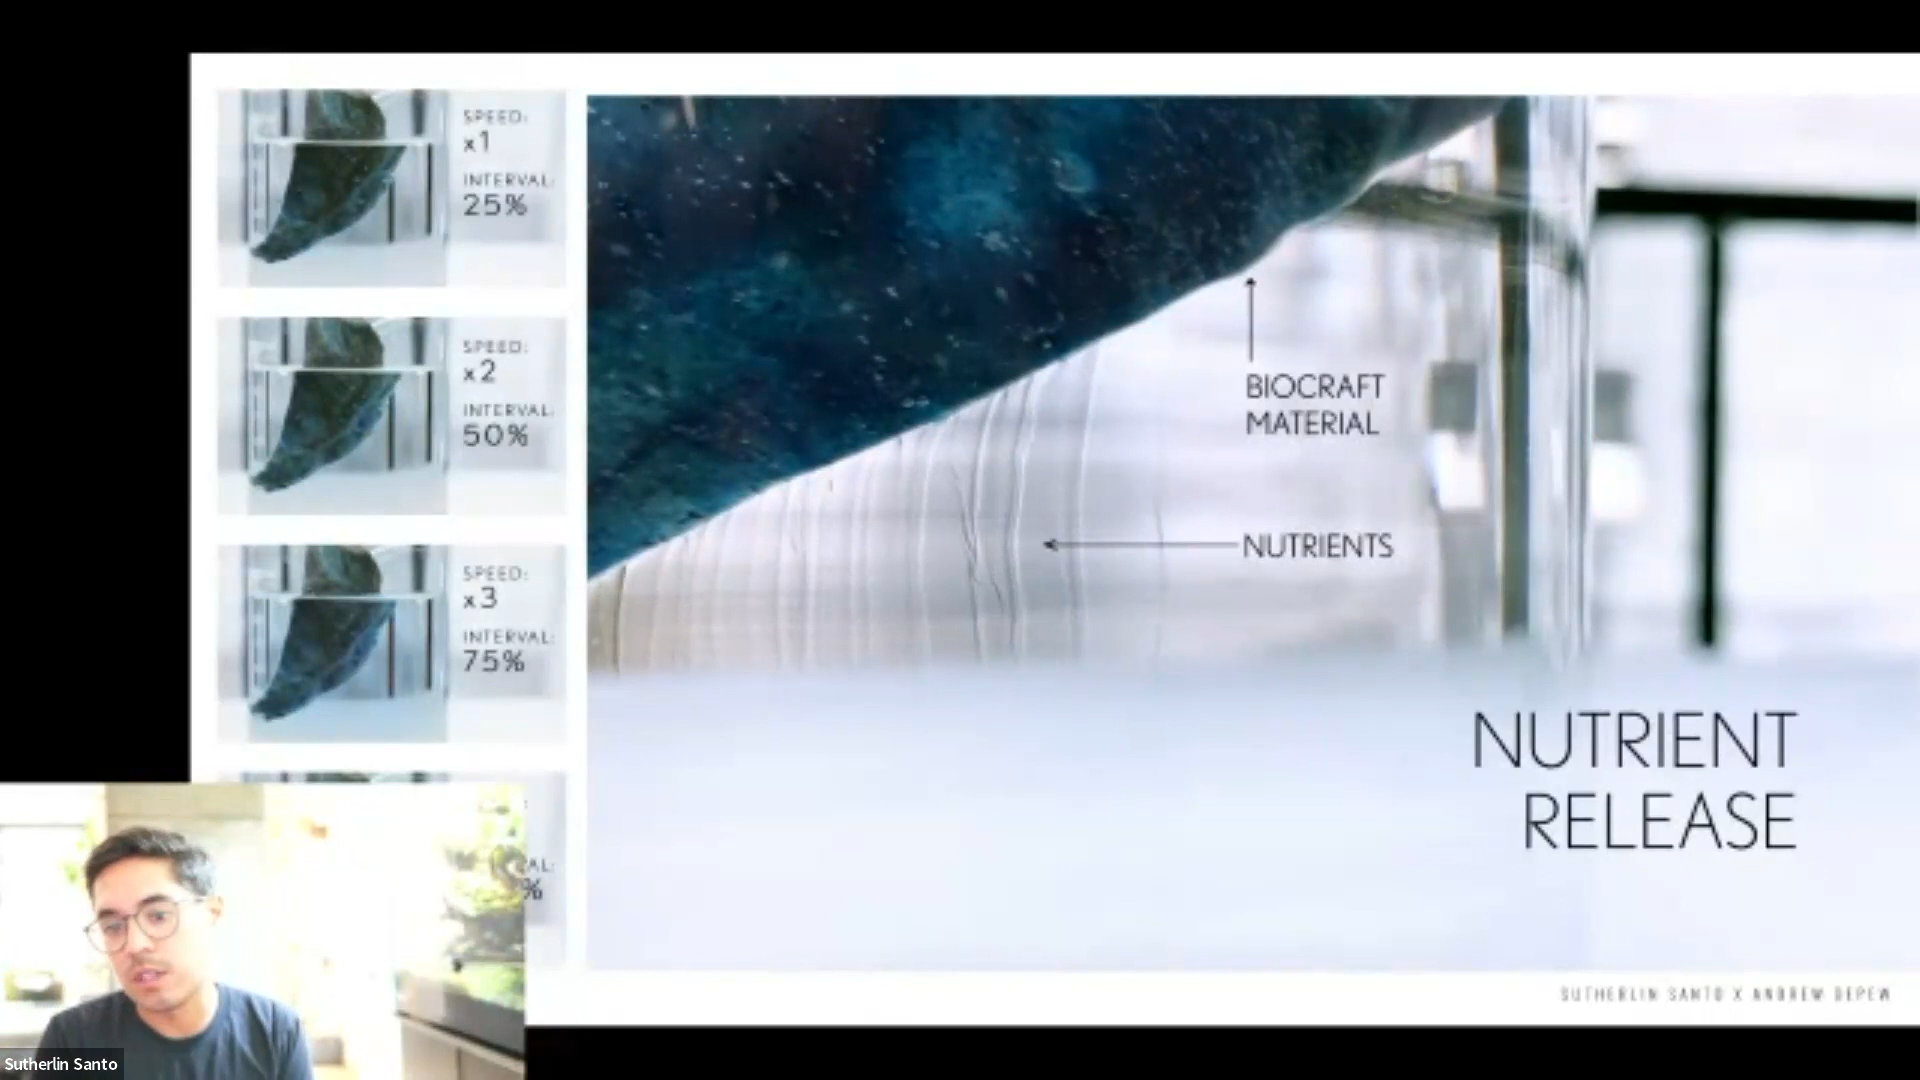 SPEED:
x1
INTERVAL:
25%
SPEED:
x2
INTERVAL:
50%
SPEED:
x3
INTERVAL:
75%
AL:
%
BIOCRAFT
MATERIAL
NUTRIENTS
NUTRIENT
RELEASE
SUTHERLIN SANTO X ANDREW DEPEW
Sutherlin Santo